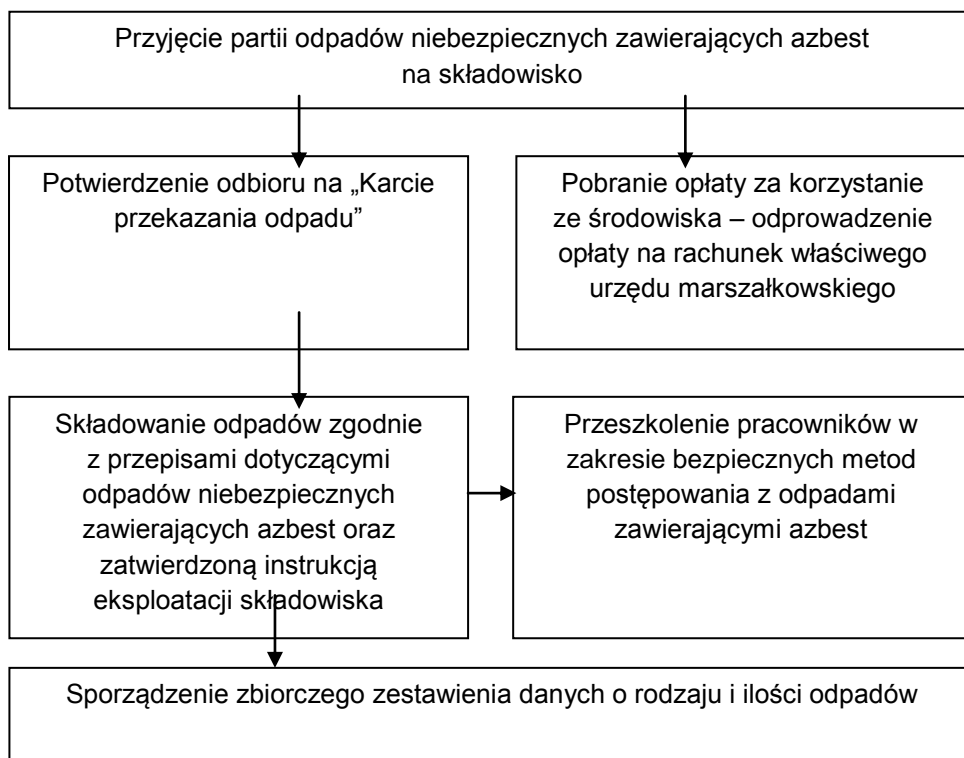 Przyjęcie partii odpadów niebezpiecznych zawierających azbest
na składowisko
Potwierdzenie odbioru na „Karcie
przekazania odpadu”
Pobranie opłaty za korzystanie
ze środowiska – odprowadzenie
opłaty na rachunek właściwego
urzędu marszałkowskiego
Składowanie odpadów zgodnie
z przepisami dotyczącymi
odpadów niebezpiecznych
zawierających azbest oraz
zatwierdzoną instrukcją
eksploatacji składowiska
Przeszkolenie pracowników w
zakresie bezpiecznych metod
postępowania z odpadami
zawierającymi azbest
Sporządzenie zbiorczego zestawienia danych o rodzaju i ilości odpadów